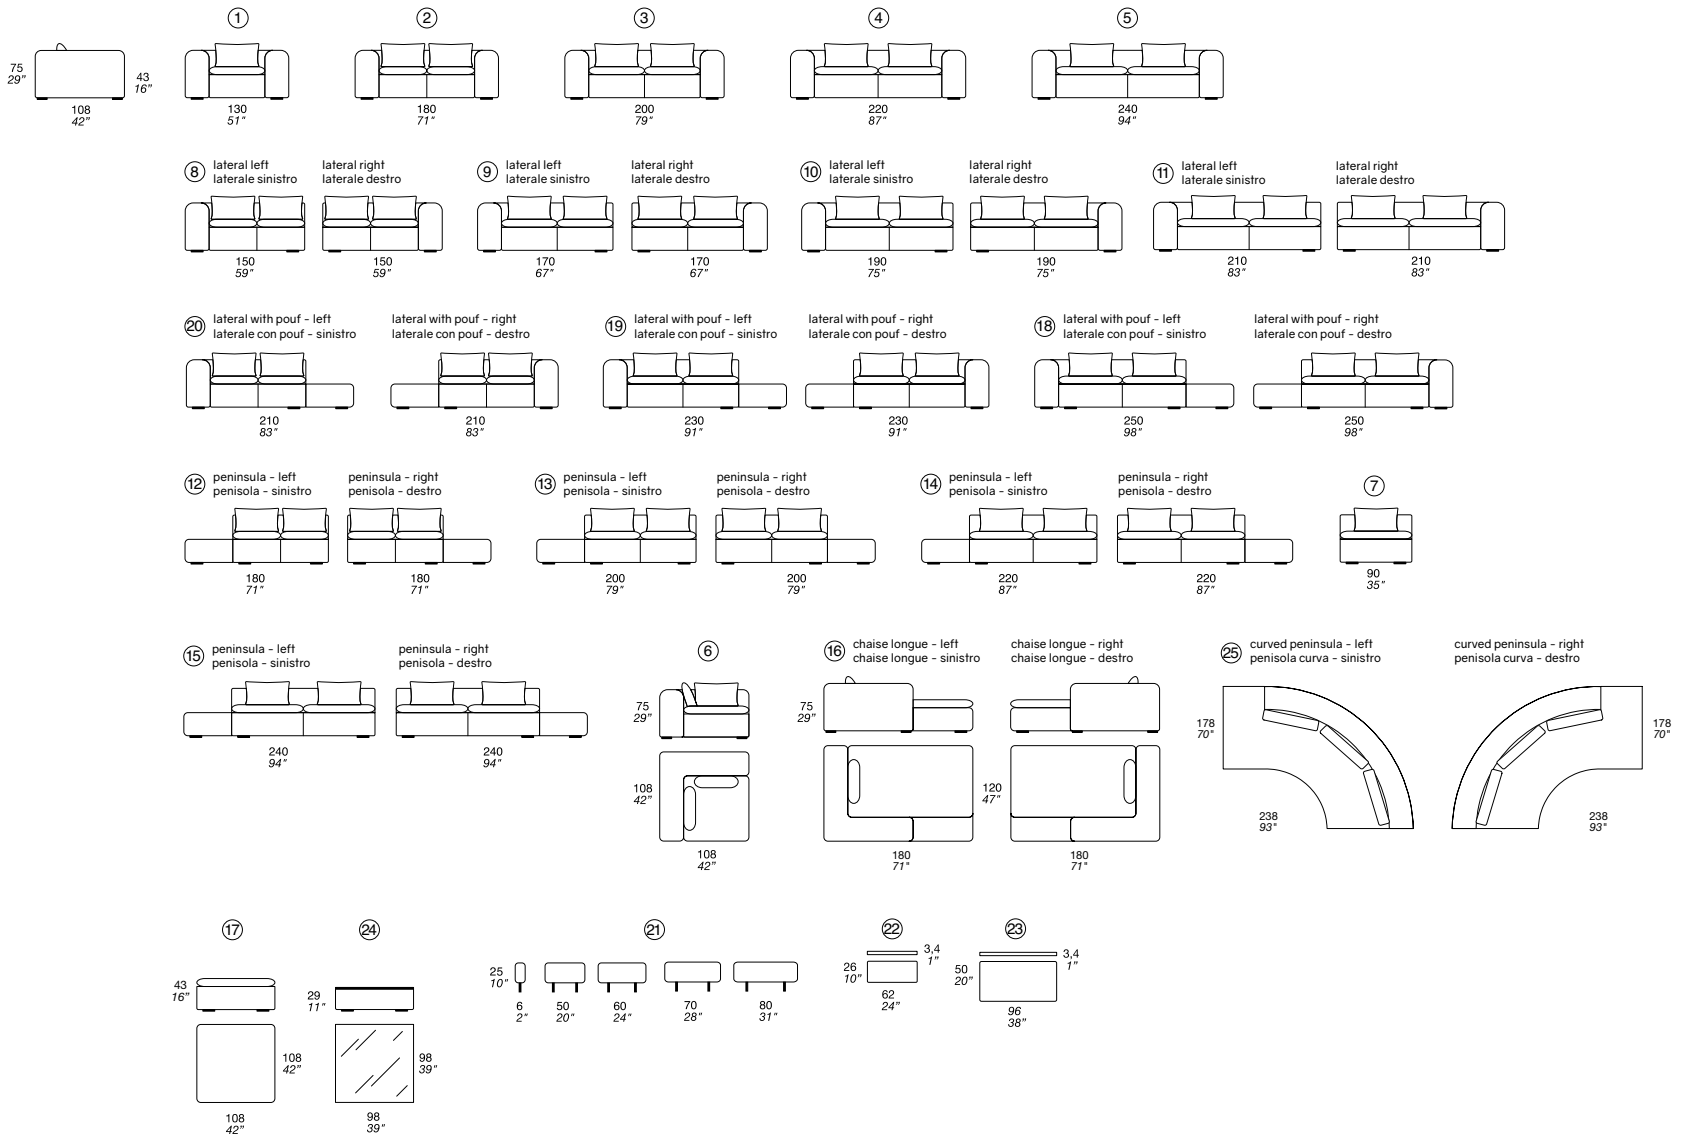 1
2
3
4
5
75
29"
43
16"
108
42"
130
51"
180
71"
200
79"
220
87"
240
94"
8
lateral left
laterale sinistro
lateral right
laterale destro
9
lateral left
laterale sinistro
lateral right
laterale destro
10
lateral left
laterale sinistro
lateral right
laterale destro
11
lateral left
laterale sinistro
lateral right
laterale destro
150
59"
150
59"
170
67"
170
67"
190
75"
190
75"
210
83"
210
83"
20
lateral with pouf - left
laterale con pouf - sinistro
lateral with pouf - right
laterale con pouf - destro
19
lateral with pouf - left
laterale con pouf - sinistro
lateral with pouf - right
laterale con pouf - destro
18
lateral with pouf - left
laterale con pouf - sinistro
lateral with pouf - right
laterale con pouf - destro
210
83"
210
83"
230
91"
230
91"
250
98"
250
98"
12
peninsula - left
penisola - sinistro
peninsula - right
penisola - destro
13
peninsula - left
penisola - sinistro
peninsula - right
penisola - destro
14
peninsula - left
penisola - sinistro
peninsula - right
penisola - destro
7
180
71"
180
71"
200
79"
200
79"
220
87"
220
87"
90
35"
15
peninsula - left
penisola - sinistro
peninsula - right
penisola - destro
6
16
chaise longue - left
chaise longue - sinistro
chaise longue - right
chaise longue - destro
25
curved peninsula - left
penisola curva - sinistro
curved peninsula - right
penisola curva - destro
240
94"
240
94"
75
29"
108
42"
108
42"
75
29"
120
47"
180
71"
180
71"
178
70"
238
93"
178
70"
238
93"
17
24
21
22
23
43
16"
108
42"
108
42"
29
11"
98
39"
98
39"
25
10"
6
2"
50
20"
60
24"
70
28"
80
31"
3,4
1"
26
10"
62
24"
3,4
1"
50
20"
96
38"